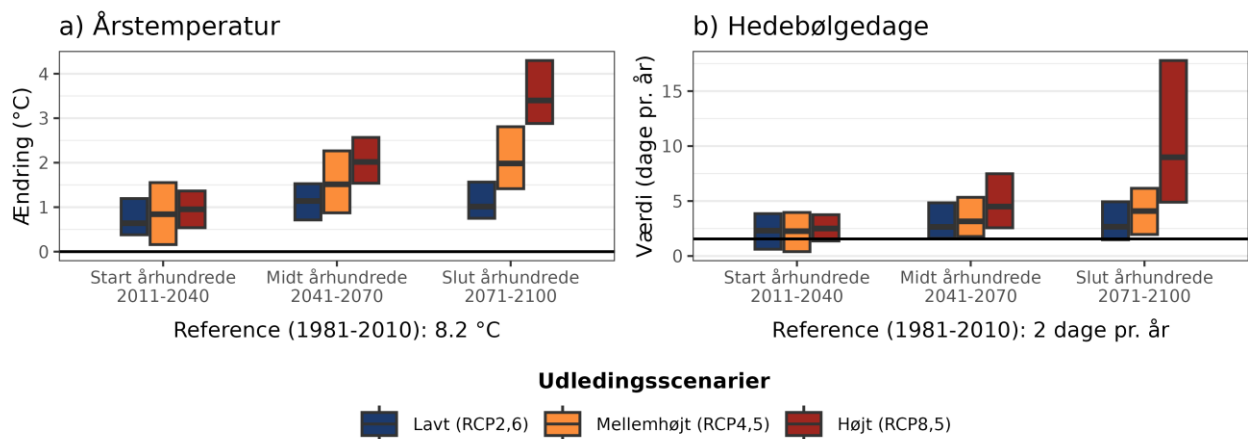 a) Årstemperatur
Ændring (°C)
4
3
2
1
0
Start århundrede
2011-2040
Midt århundrede
2041-2070
Slut århundrede
2071-2100
Reference (1981-2010): 8.2 °C
b) Hedebølgedage
Værdi (dage pr. år)
15
10
5
0
Start århundrede
2011-2040
Midt århundrede
2041-2070
Slut århundrede
2071-2100
Reference (1981-2010): 2 dage pr. år
Udledingsscenarier
Lavt (RCP2,6)
Mellemhøjt (RCP4,5)
Højt (RCP8,5)